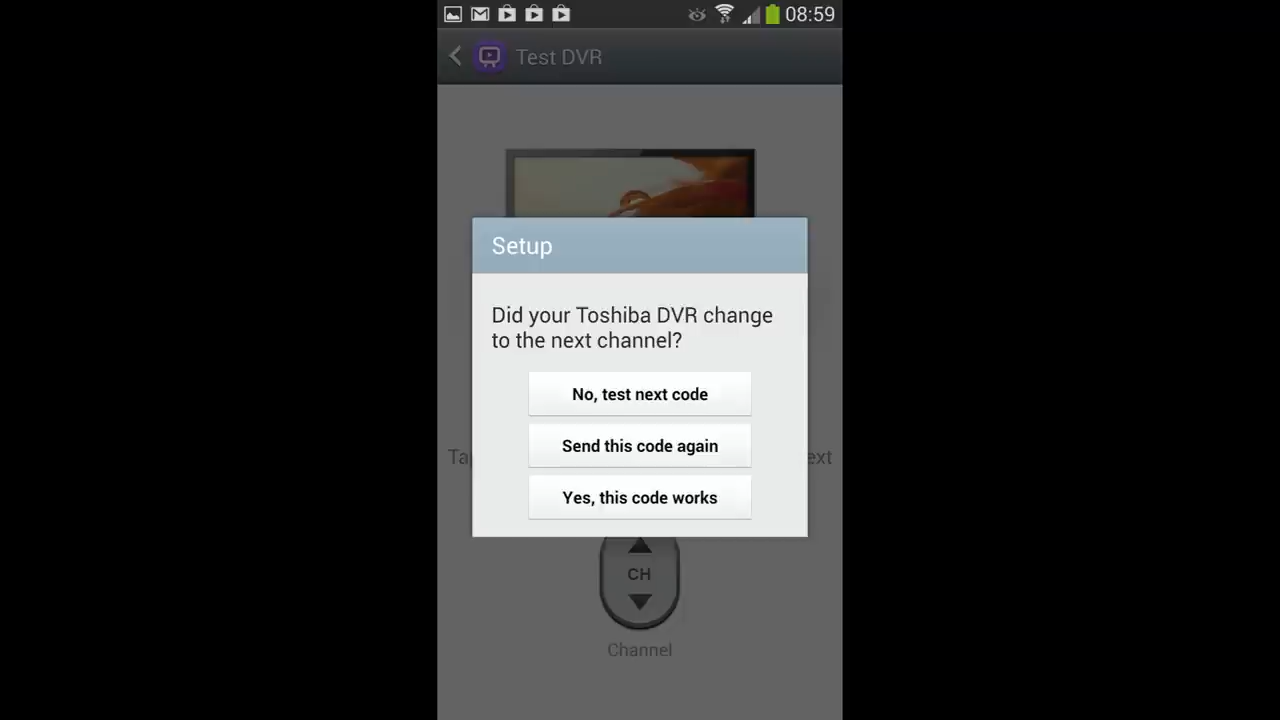 08:59
Test DVR
Setup
Did your Toshiba DVR change
to the next channel?
No, test next code
Send this code again
Yes, this code works
CH
Channel